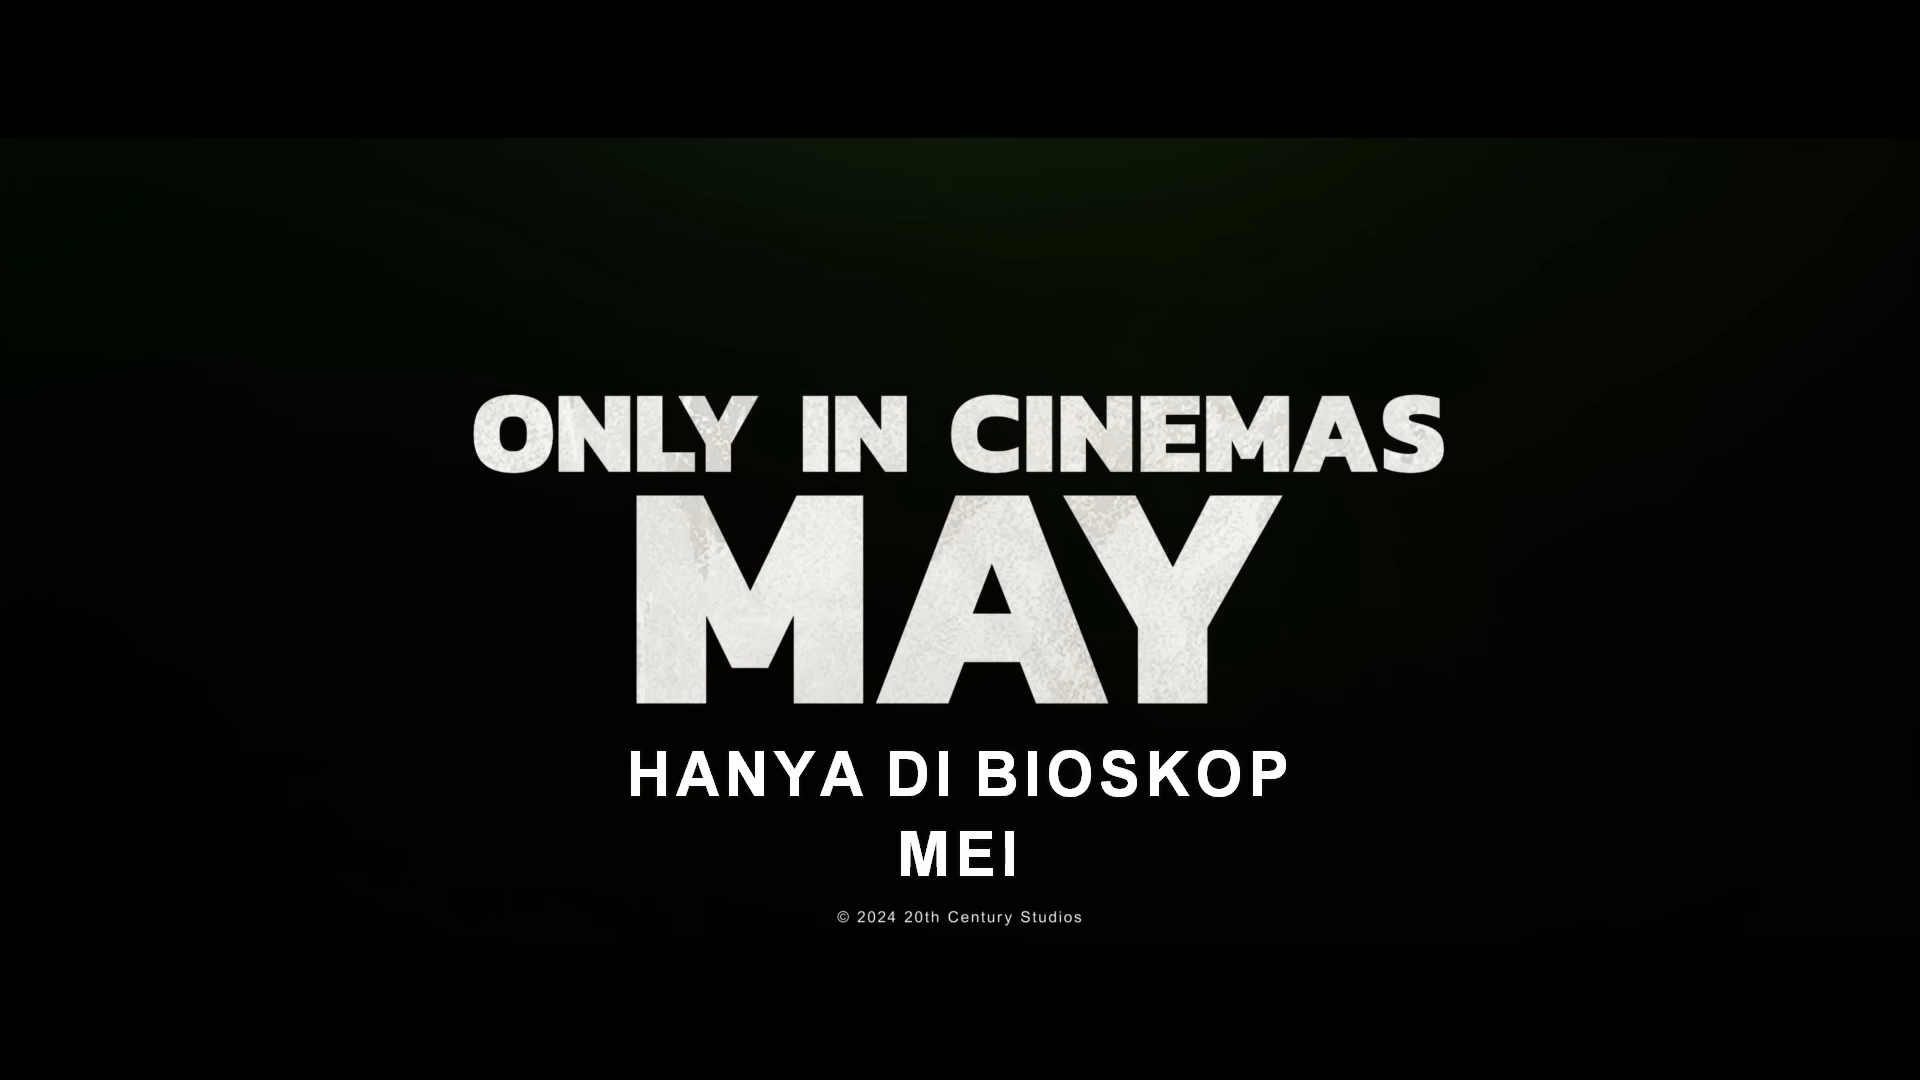 ONLY IN CINEMAS
MAY
HANYA DI BIOSKOP
MEI
© 2024 20th Century Studios